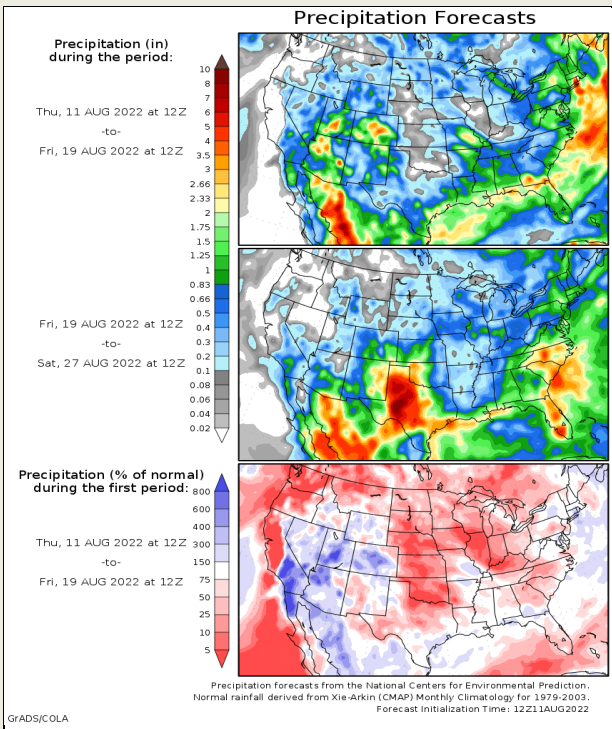 Precipitation Forecasts
Precipitation (in)
during the period:
Thu, 11 AUG 2022 at 12Z
-to-
Fri, 19 AUG 2022 at 12Z
10
8
7
6
5
4
3.5
3
2.66
2.33
2
1.75
1.5
1.25
1
0.83
0.66
0.5
0.4
0.3
0.2
0.1
0.08
0.06
0.04
0.02
Fri, 19 AUG 2022 at 12Z
-to-
Sat, 27 AUG 2022 at 12Z
Precipitation (% of normal)
during the first period:
Thu, 11 AUG 2022 at 12Z
-to-
Fri, 19 AUG 2022 at 12Z
800
600
400
300
150
75
50
25
10
5
Precipitation forecasts from the National Centers for Environmental Prediction.
Normal rainfall derived from Xie-Arkin (CMAP) Monthly Climatology for 1979-2003.
Forecast Initialization Time: 12Z11AUG2022
GrADS/COLA